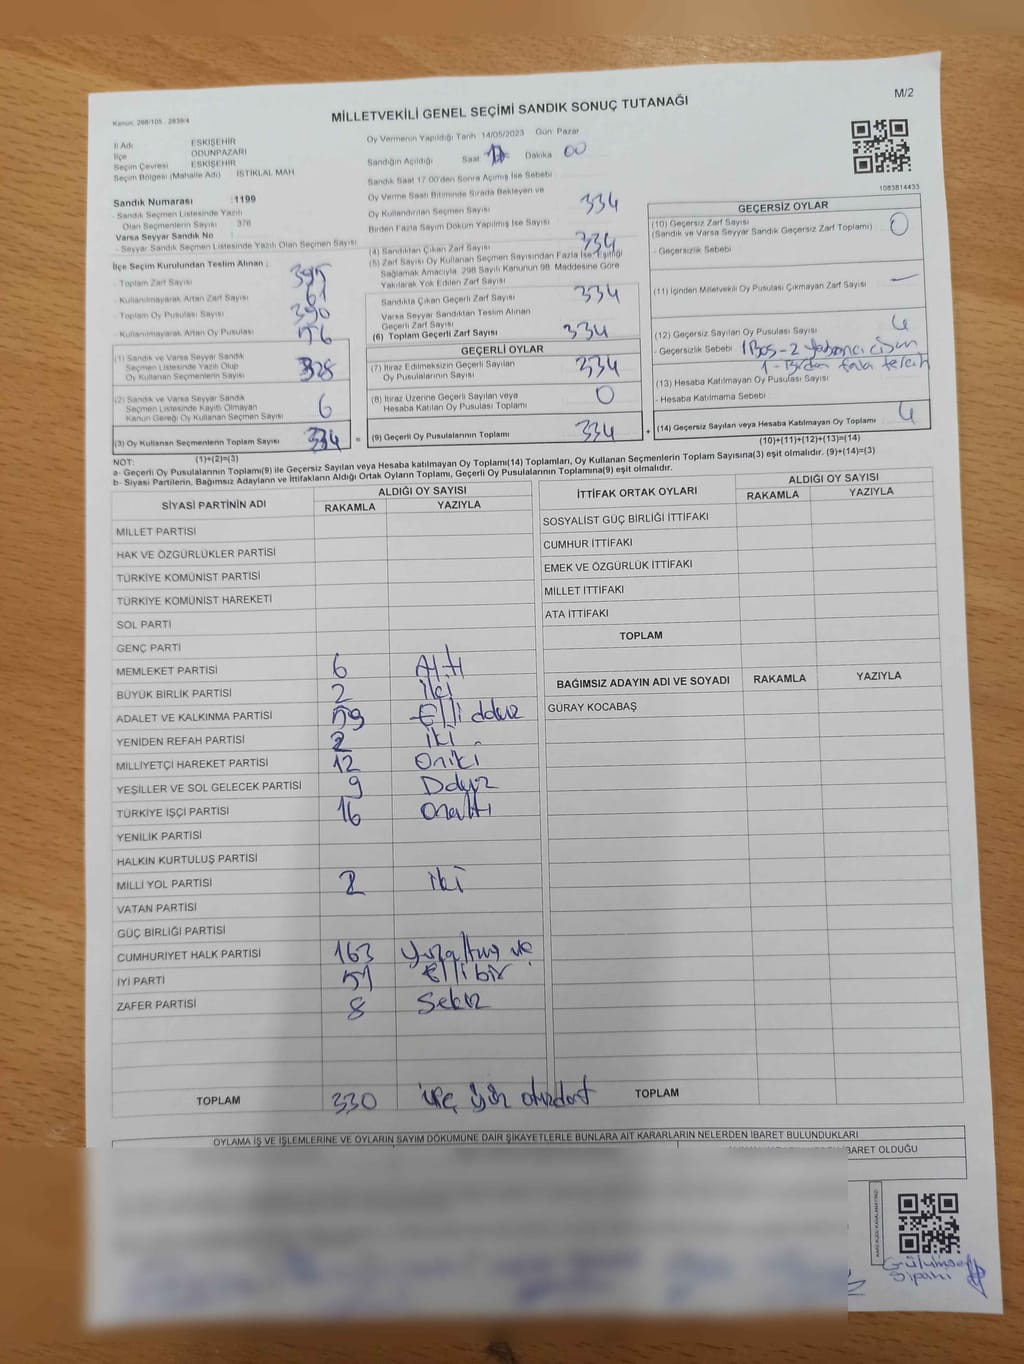 Kanun: 298/105 , 2839/4
MİLLETVEKİLİ GENEL SEÇİMİ SANDIK SONUÇ TUTANAĞI
M/2
İl Adı ESKİŞEHİR
İlçe ODUNPAZARI
Seçim Çevresi ESKİŞEHİR
Seçim Bölgesi (Mahalle Adı) İSTİKLAL MAH
Oy Vermenin Yapıldığı Tarih 14/05/2023 Gün Pazar
Sandığın Açıldığı Saat 17 Dakika 00
Sandık Saat 17:00'den Sonra Açılmış İse Sebebi
1083814433
Sandık Numarası : 1199
- Sandık Seçmen Listesinde Yazılı
Olan Seçmenlerin Sayısı : 376
Varsa Seyyar Sandık No :
- Seyyar Sandık Seçmen Listesinde Yazılı Olan Seçmen Sayısı
İlçe Seçim Kurulundan Teslim Alınan ;
- Toplam Zarf Sayısı 395
- Kullanılmayarak Artan Zarf Sayısı 61
- Toplam Oy Pusulası Sayısı 390
- Kullanılmayarak Artan Oy Pusulası 56
(1) Sandık ve Varsa Seyyar Sandık
Seçmen Listesinde Yazılı Olup
Oy Kullanan Seçmenlerin Sayısı 328
(2) Sandık ve Varsa Seyyar Sandık
Seçmen Listesinde Kayıtlı Olmayan
Kanun Gereği Oy Kullanan Seçmen Sayısı 6
(3) Oy Kullanan Seçmenlerin Toplam Sayısı 334
(1)+(2)=(3)
Oy Verme Saati Bitiminde Sırada Bekleyen ve
Oy Kullandırılan Seçmen Sayısı 334
Birden Fazla Sayım Döküm Yapılmış İse Sayısı
(4) Sandıktan Çıkan Zarf Sayısı 334
(5) Zarf Sayısı Oy Kullanan Seçmen Sayısından Fazla İse, Eşitliği
Sağlamak Amacıyla, 298 Sayılı Kanunun 98. Maddesine Göre
Yakılarak Yok Edilen Zarf Sayısı
Sandıkta Çıkan Geçerli Zarf Sayısı 334
Varsa Seyyar Sandıktan Teslim Alınan
Geçerli Zarf Sayısı
(6) Toplam Geçerli Zarf Sayısı 334
GEÇERLİ OYLAR
(7) İtiraz Edilmeksizin Geçerli Sayılan
Oy Pusulalarının Sayısı 334
(8) İtiraz Üzerine Geçerli Sayılan veya
Hesaba Katılan Oy Pusulası Toplamı 0
= (9) Geçerli Oy Pusulalarının Toplamı 334
GEÇERSİZ OYLAR
(10) Geçersiz Zarf Sayısı
(Sandık ve Varsa Seyyar Sandık Geçersiz Zarf Toplamı) 0
- Geçersizlik Sebebi
(11) İçinden Milletvekili Oy Pusulası Çıkmayan Zarf Sayısı —
(12) Geçersiz Sayılan Oy Pusulası Sayısı 4
- Geçersizlik Sebebi 1 Boş - 2 Yabancı cisim
1 - Birden fazla tercih
(13) Hesaba Katılmayan Oy Pusulası Sayısı
- Hesaba Katılmama Sebebi
+ (14) Geçersiz Sayılan veya Hesaba Katılmayan Oy Toplamı 4
(10)+(11)+(12)+(13)=(14)
NOT:
a- Geçerli Oy Pusulalarının Toplamı(9) ile Geçersiz Sayılan veya Hesaba katılmayan Oy Toplamı(14) Toplamları, Oy Kullanan Seçmenlerin Toplam Sayısına(3) eşit olmalıdır. (9)+(14)=(3)
b- Siyasi Partilerin, Bağımsız Adayların ve İttifakların Aldığı Ortak Oyların Toplamı, Geçerli Oy Pusulalarının Toplamına(9) eşit olmalıdır.
SİYASİ PARTİNİN ADI ALDIĞI OY SAYISI
RAKAMLA YAZIYLA
MİLLET PARTİSİ
HAK VE ÖZGÜRLÜKLER PARTİSİ
TÜRKİYE KOMÜNİST PARTİSİ
TÜRKİYE KOMÜNİST HAREKETİ
SOL PARTİ
GENÇ PARTİ
MEMLEKET PARTİSİ 6 Altı
BÜYÜK BİRLİK PARTİSİ 2 iki
ADALET VE KALKINMA PARTİSİ 59 Elli dokuz
YENİDEN REFAH PARTİSİ 2 iki
MİLLİYETÇİ HAREKET PARTİSİ 12 Oniki
YEŞİLLER VE SOL GELECEK PARTİSİ 9 Dokuz
TÜRKİYE İŞÇİ PARTİSİ 16 onaltı
YENİLİK PARTİSİ
HALKIN KURTULUŞ PARTİSİ
MİLLİ YOL PARTİSİ 2 iki
VATAN PARTİSİ
GÜÇ BİRLİĞİ PARTİSİ
CUMHURİYET HALK PARTİSİ 163
İYİ PARTİ 51 Ellibir
ZAFER PARTİSİ 8 Sekiz
TOPLAM 330 üç yüz otuzdört
İTTİFAK ORTAK OYLARI ALDIĞI OY SAYISI
RAKAMLA YAZIYLA
SOSYALİST GÜÇ BİRLİĞİ İTTİFAKI
CUMHUR İTTİFAKI
EMEK VE ÖZGÜRLÜK İTTİFAKI
MİLLET İTTİFAKI
ATA İTTİFAKI
TOPLAM
BAĞIMSIZ ADAYIN ADI VE SOYADI RAKAMLA YAZIYLA
GÜRAY KOCABAŞ
TOPLAM
OYLAMA İŞ VE İŞLEMLERİNE VE OYLARIN SAYIM DÖKÜMÜNE DAİR ŞİKAYETLERLE BUNLARA AİT KARARLARIN NELERDEN İBARET BULUNDUKLARI
İBARET OLDUĞU